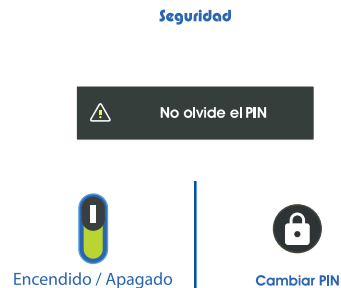 Seguridad
No olvide el PIN
Encendido / Apagado
Cambiar PIN